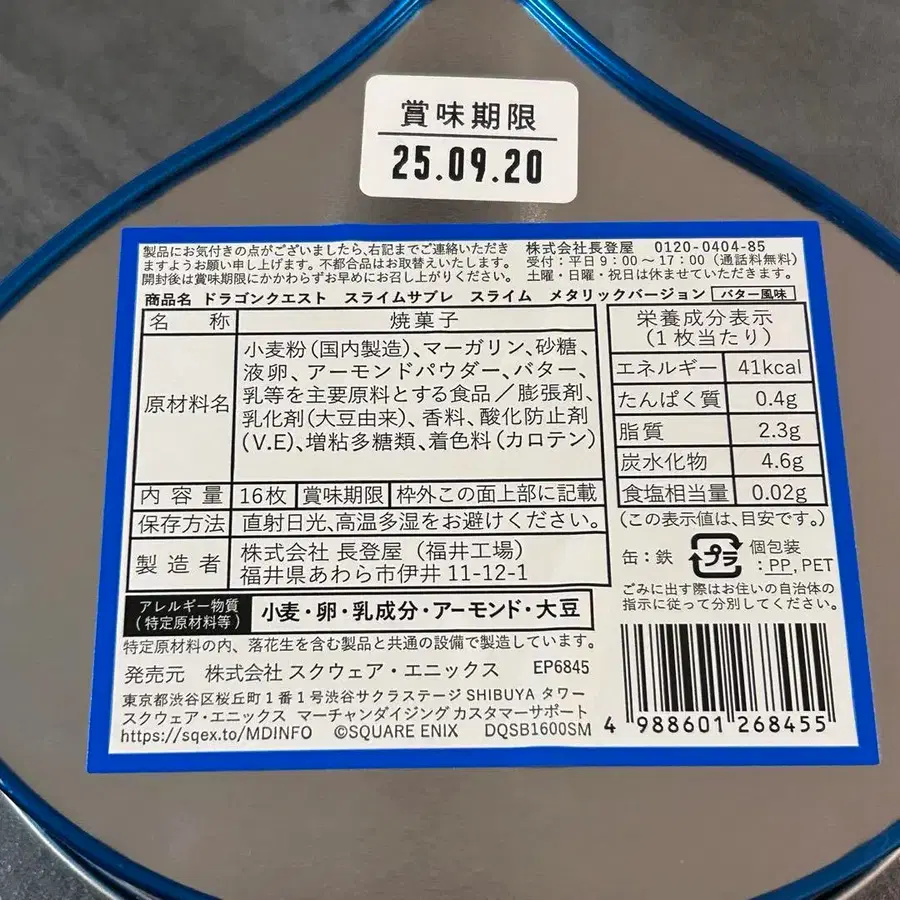 賞味期限
25.09.20
製品にお気付きの点がございましたら、右記までご連絡いただき
ますようお願い申し上げます。不都合品はお取替えいたします。
開封後は賞味期限にかかわらずお早めにお召し上がりください。
株式会社長登屋 0120-0404-85
受付：平日9：00～17：00（通話料無料）
土曜・日曜・祝日は休ませていただきます。
商品名 ドラゴンクエスト スライムサブレ スライム メタリックバージョン バター風味
名称 焼菓子
原材料名
小麦粉(国内製造)、マーガリン、砂糖、
液卵、アーモンドパウダー、バター、
乳等を主要原料とする食品／膨張剤、
乳化剤(大豆由来)、香料、酸化防止剤
(V.E)、増粘多糖類、着色料(カロテン)
内容量 16枚 賞味期限 枠外この面上部に記載
保存方法 直射日光、高温多湿をお避けください。
製造者
株式会社 長登屋（福井工場）
福井県あわら市伊井 11-12-1
栄養成分表示
(1枚当たり)
エネルギー 41kcal
たんぱく質 0.4g
脂質 2.3g
炭水化物 4.6g
食塩相当量 0.02g
(この表示値は、目安です。)
缶：鉄 プラ 個包装
：PP, PET
ごみに出す際はお住いの自治体の
指示に従って分別してください。
アレルギー物質
(特定原材料等)
小麦・卵・乳成分・アーモンド・大豆
特定原材料の内、落花生を含む製品と共通の設備で製造しています。
発売元 株式会社 スクウェア・エニックス EP6845
東京都渋谷区桜丘町1番1号渋谷サクラステージ SHIBUYA タワー
スクウェア・エニックス マーチャンダイジング カスタマーサポート
https://sqex.to/MDINFO ©SQUARE ENIX DQSB1600SM
4 988601 268455